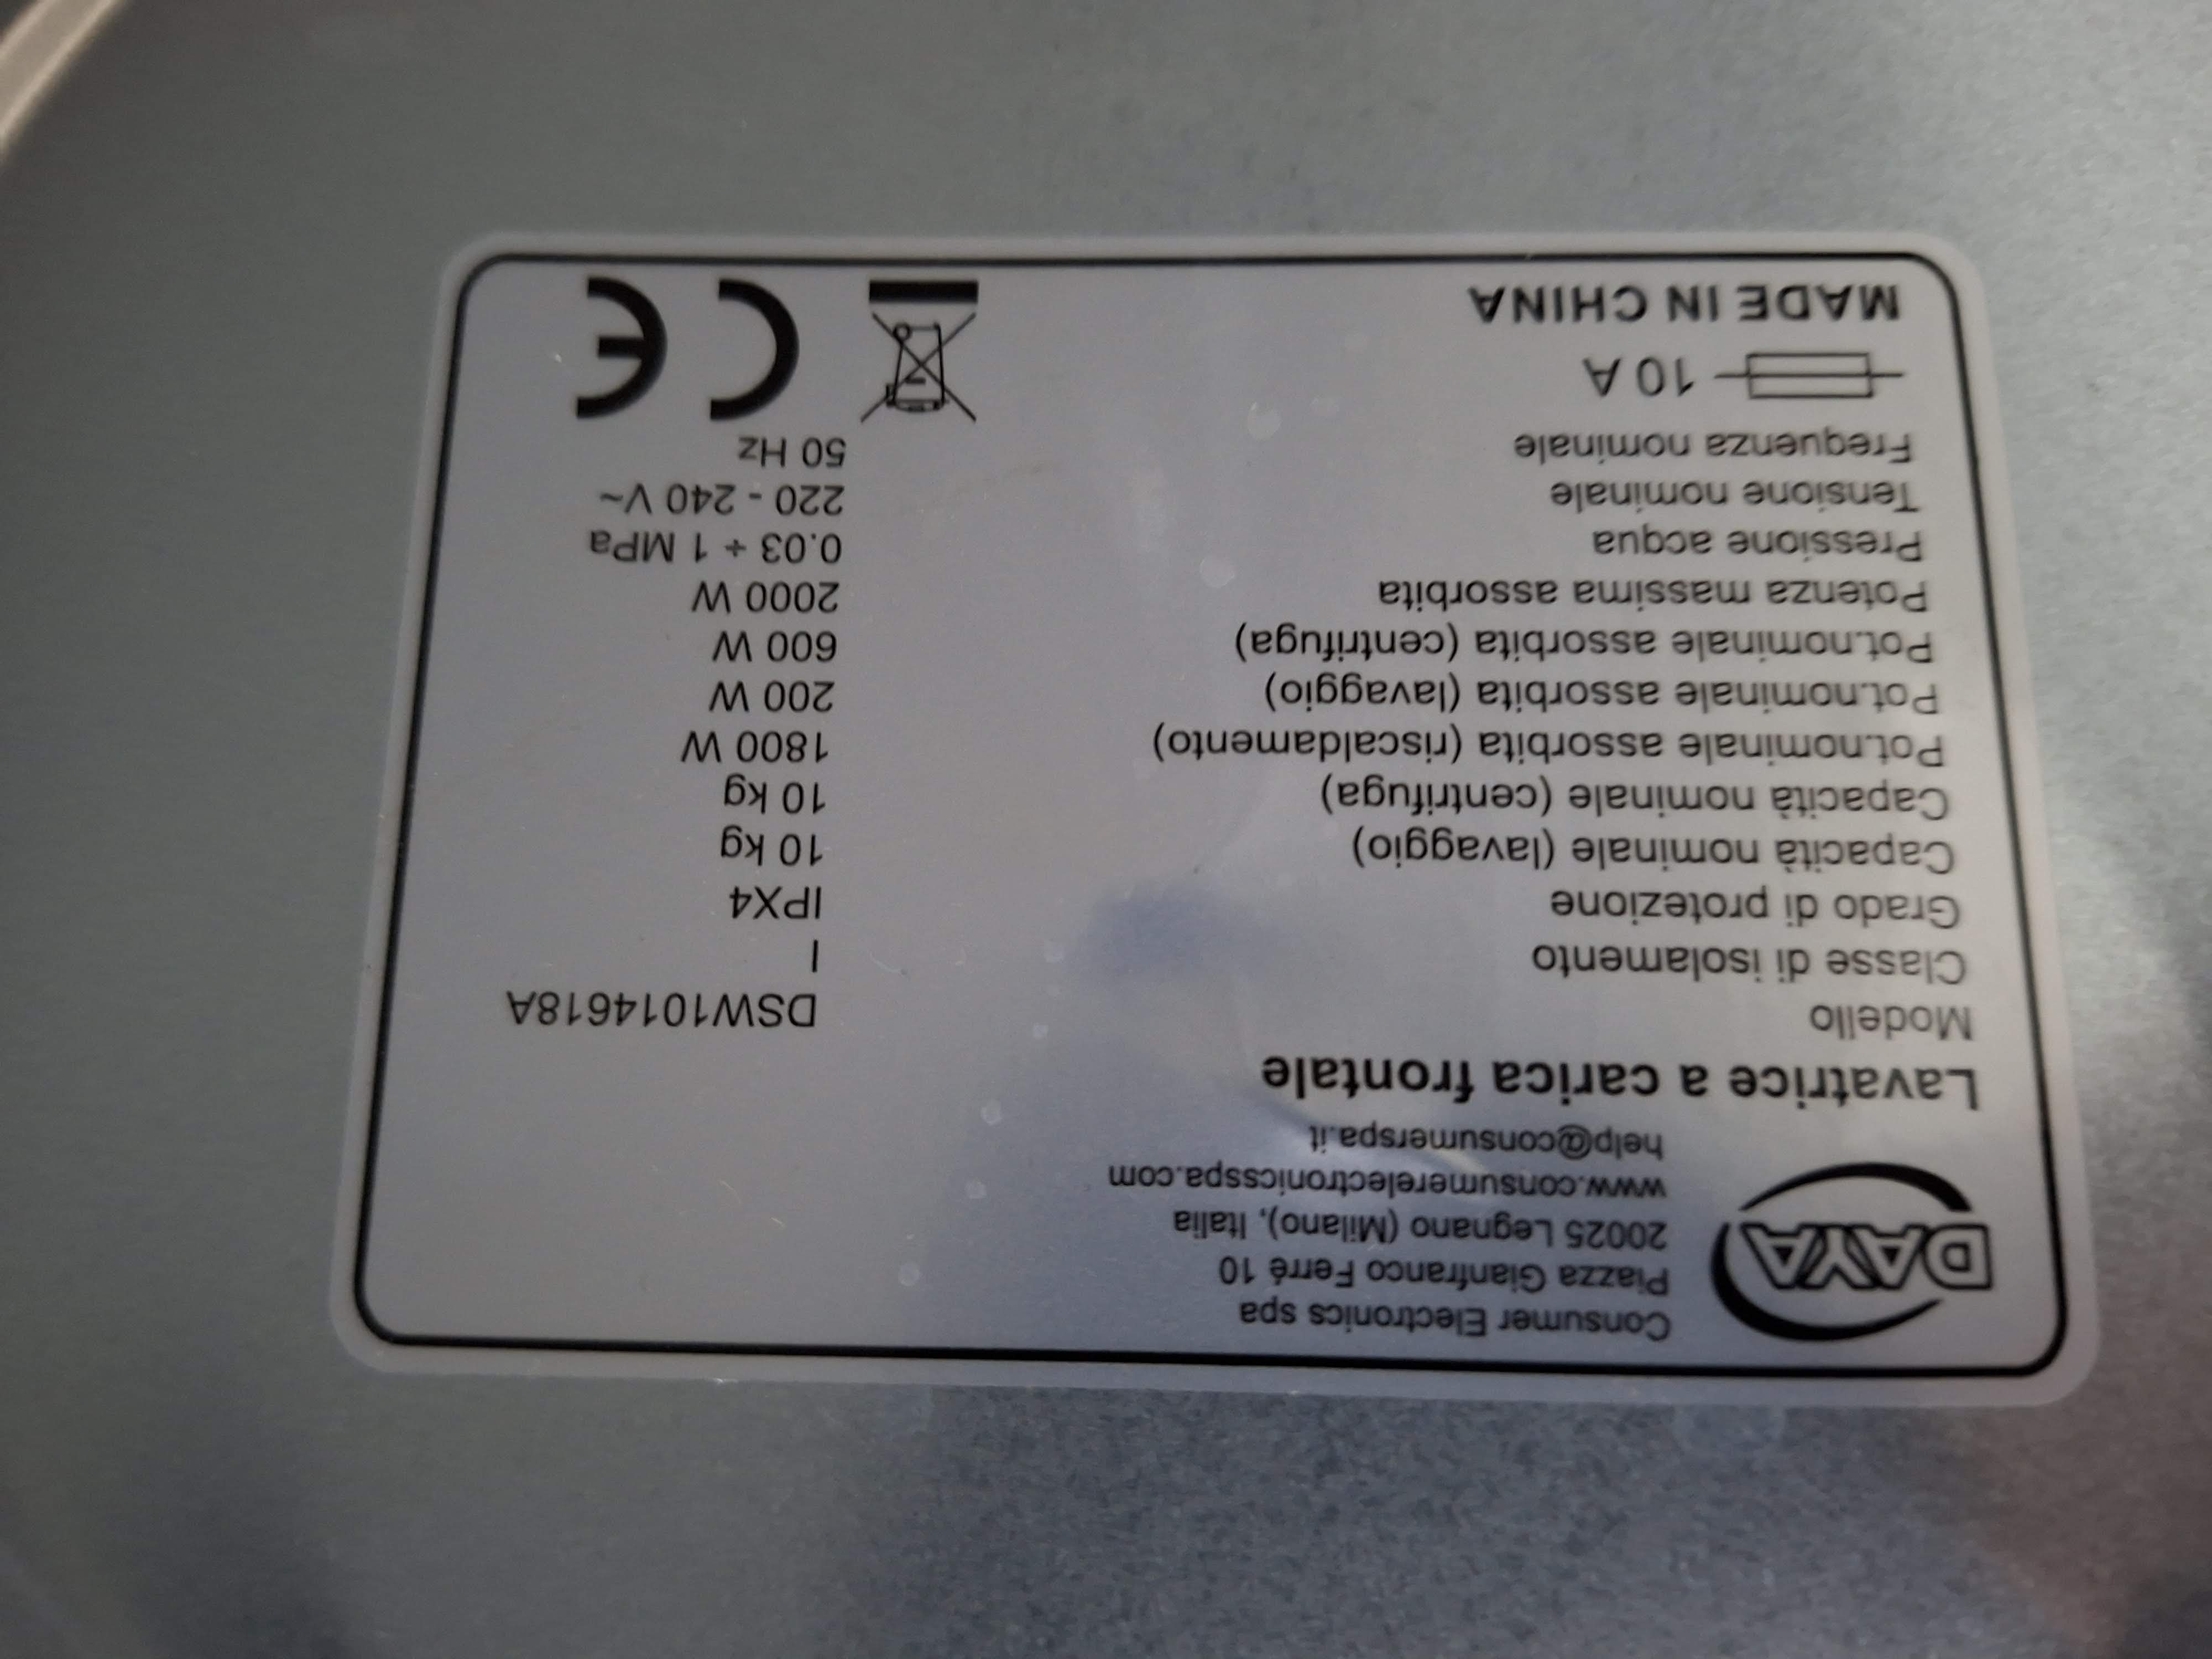 DAYA
Consumer Electronics spa
Piazza Gianfranco Ferré 10
20025 Legnano (Milano), Italia
www.consumerelectronicsspa.com
help@consumerspa.it
Lavatrice a carica frontale
Modello DSW1014618A
Classe di isolamento I
Grado di protezione IPX4
Capacità nominale (lavaggio) 10 kg
Capacità nominale (centrifuga) 10 kg
Pot.nominale assorbita (riscaldamento) 1800 W
Pot.nominale assorbita (lavaggio) 200 W
Pot.nominale assorbita (centrifuga) 600 W
Potenza massima assorbita 2000 W
Pressione acqua 0.03 ÷ 1 MPa
Tensione nominale 220 - 240 V~
Frequenza nominale 50 Hz
10 A
MADE IN CHINA
CE